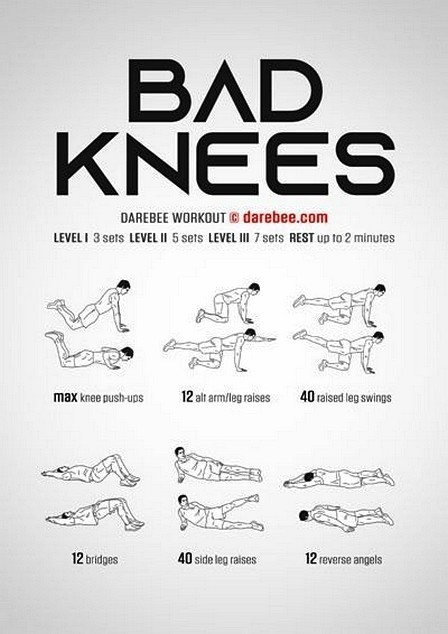 BAD
KNEES
DAREBEE WORKOUT © darebee.com
LEVEL I 3 sets LEVEL II 5 sets LEVEL III 7 sets REST up to 2 minutes
max knee push-ups
12 alt arm/leg raises
40 raised leg swings
12 bridges
40 side leg raises
12 reverse angels